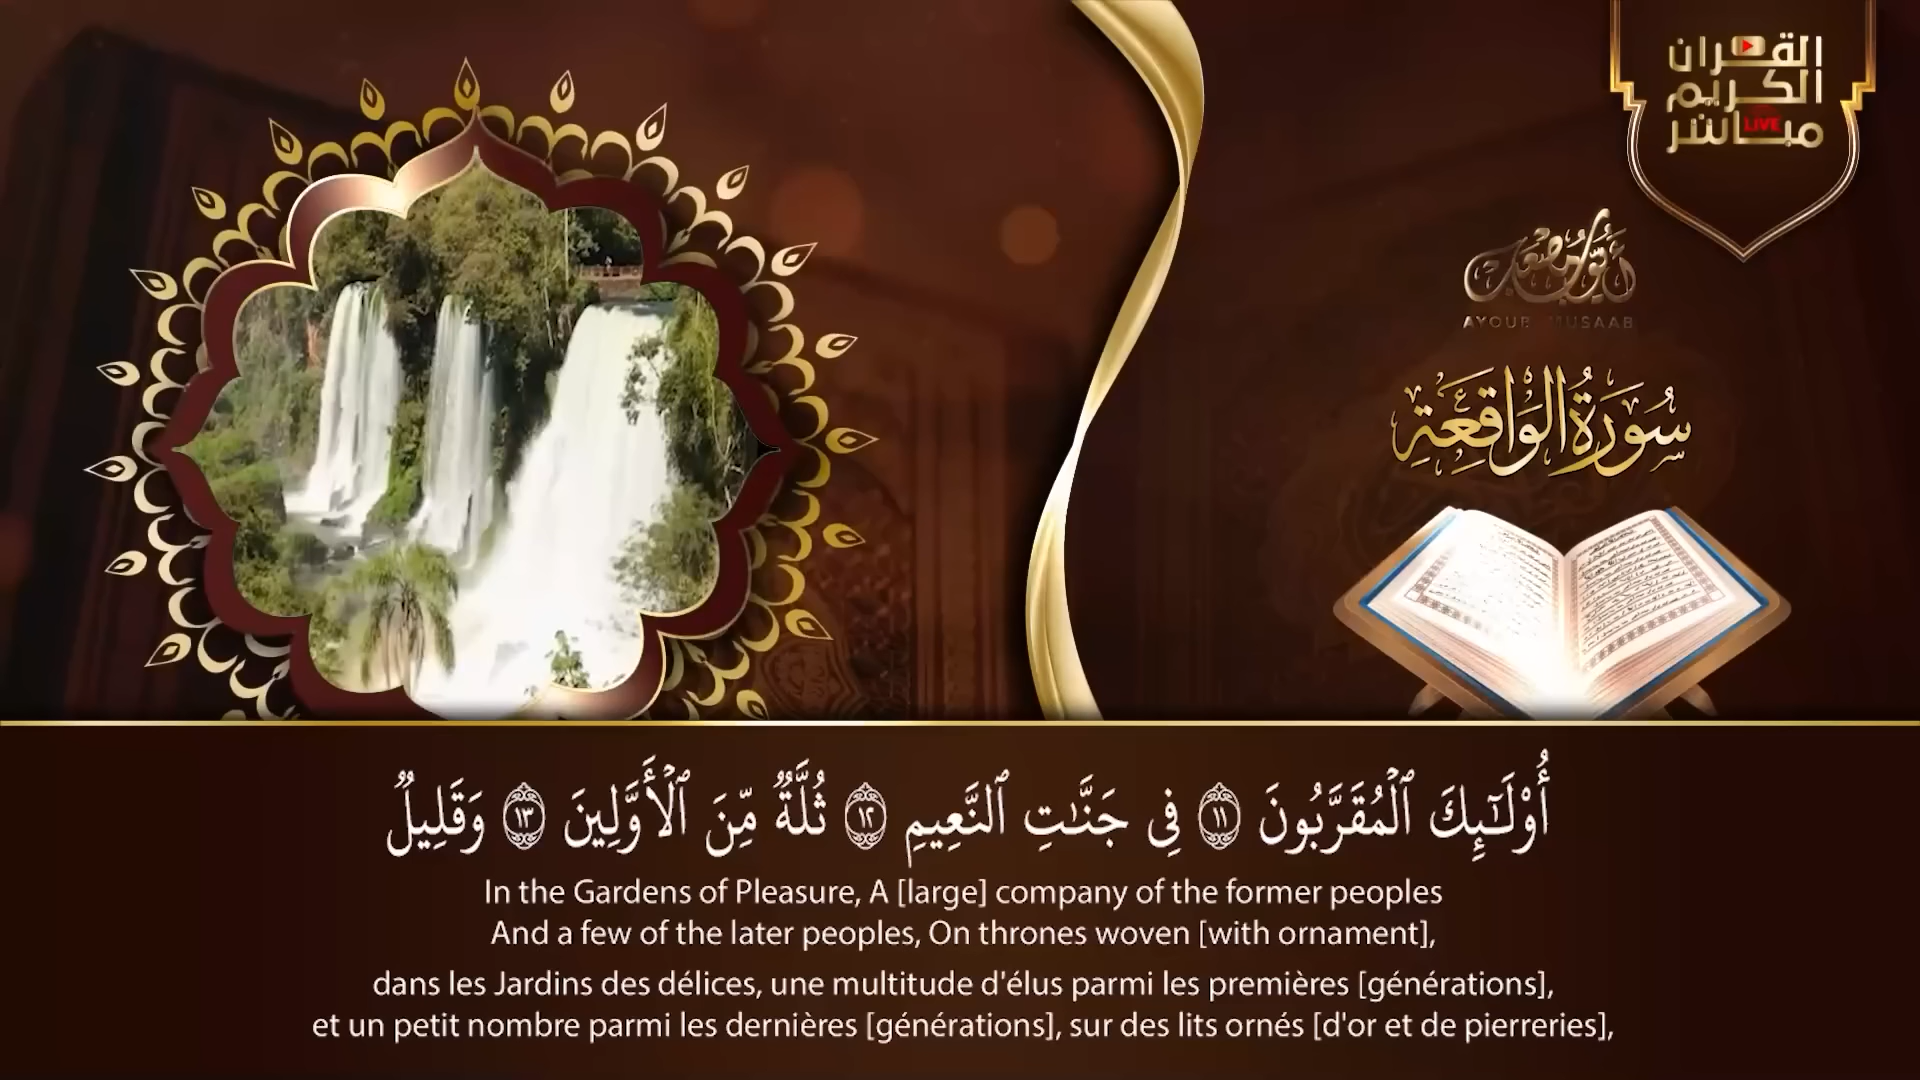 القرآن
الكريم
مباشر
LIVE
أيوب مصعب
AYOUB MUSAAB
سُورَةُ الوَاقِعَةِ
أُوْلَـٰٓئِكَ ٱلْمُقَرَّبُونَ ١١ فِى جَنَّـٰتِ ٱلنَّعِيمِ ١٢ ثُلَّةٌ مِّنَ ٱلْأَوَّلِينَ ١٣ وَقَلِيلٌ
In the Gardens of Pleasure, A [large] company of the former peoples
And a few of the later peoples, On thrones woven [with ornament],
dans les Jardins des délices, une multitude d'élus parmi les premières [générations],
et un petit nombre parmi les dernières [générations], sur des lits ornés [d'or et de pierreries],